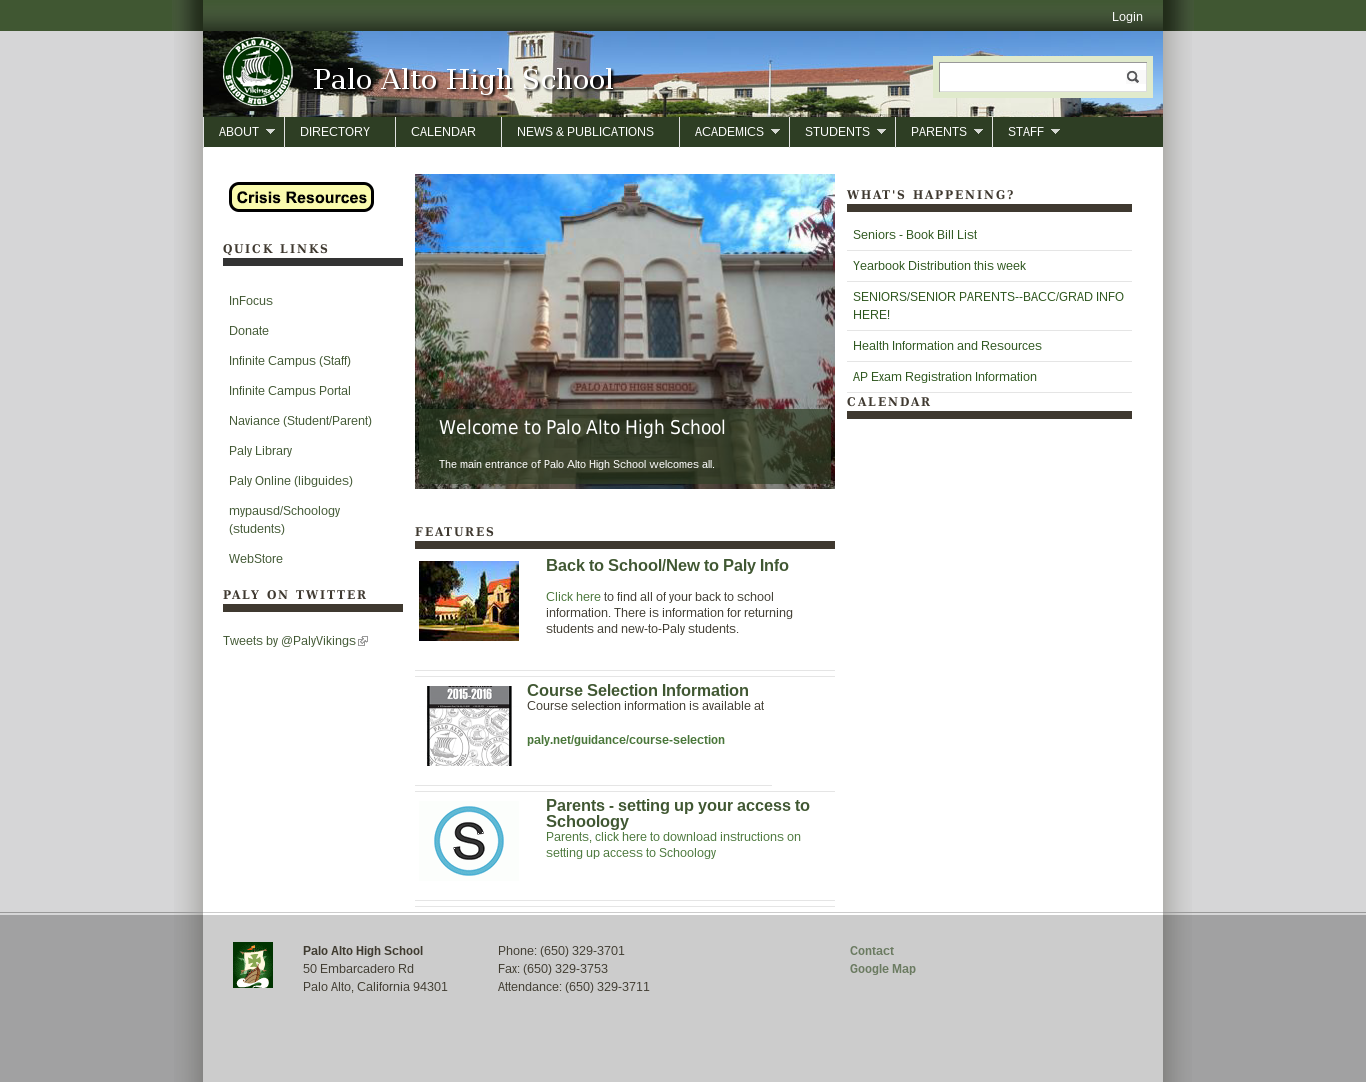 Login
PALO ALTO
Vikings
SENIOR HIGH SCHOOL
Palo Alto High School
ABOUT
DIRECTORY
CALENDAR
NEWS & PUBLICATIONS
ACADEMICS
STUDENTS
PARENTS
STAFF
Crisis Resources
QUICK LINKS
InFocus
Donate
Infinite Campus (Staff)
Infinite Campus Portal
Naviance (Student/Parent)
Paly Library
Paly Online (libguides)
mypausd/Schoology
(students)
WebStore
PALY ON TWITTER
Tweets by @PalyVikings
PALO ALTO HIGH SCHOOL
Welcome to Palo Alto High School
The main entrance of Palo Alto High School welcomes all.
FEATURES
Back to School/New to Paly Info
Click here to find all of your back to school
information. There is information for returning
students and new-to-Paly students.
2015-2016
Course Selection Information
Course selection information is available at
paly.net/guidance/course-selection
S
Parents - setting up your access to
Schoology
Parents, click here to download instructions on
setting up access to Schoology
WHAT'S HAPPENING?
Seniors - Book Bill List
Yearbook Distribution this week
SENIORS/SENIOR PARENTS--BACC/GRAD INFO
HERE!
Health Information and Resources
AP Exam Registration Information
CALENDAR
Palo Alto High School
50 Embarcadero Rd
Palo Alto, California 94301
Phone: (650) 329-3701
Fax: (650) 329-3753
Attendance: (650) 329-3711
Contact
Google Map